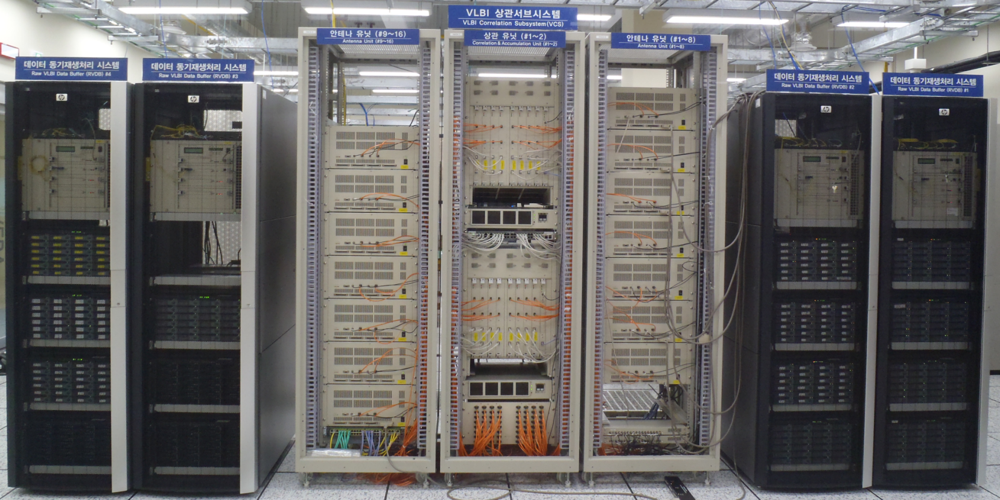 VLBI 상관서브시스템
VLBI Correlation Subsystem(VCS)
데이터 동기재생처리 시스템
Raw VLBI Data Buffer (RVDB) #4
데이터 동기재생처리 시스템
Raw VLBI Data Buffer (RVDB) #3
안테나 유닛 (#9~16)
Antenna Unit (#9~16)
상관 유닛 (#1~2)
Correlation & Accumulation Unit (#1~2)
안테나 유닛 (#1~8)
Antenna Unit (#1~8)
데이터 동기재생처리 시스템
Raw VLBI Data Buffer (RVDB) #2
데이터 동기재생처리 시스템
Raw VLBI Data Buffer (RVDB) #1
hp
hp
hp
hp